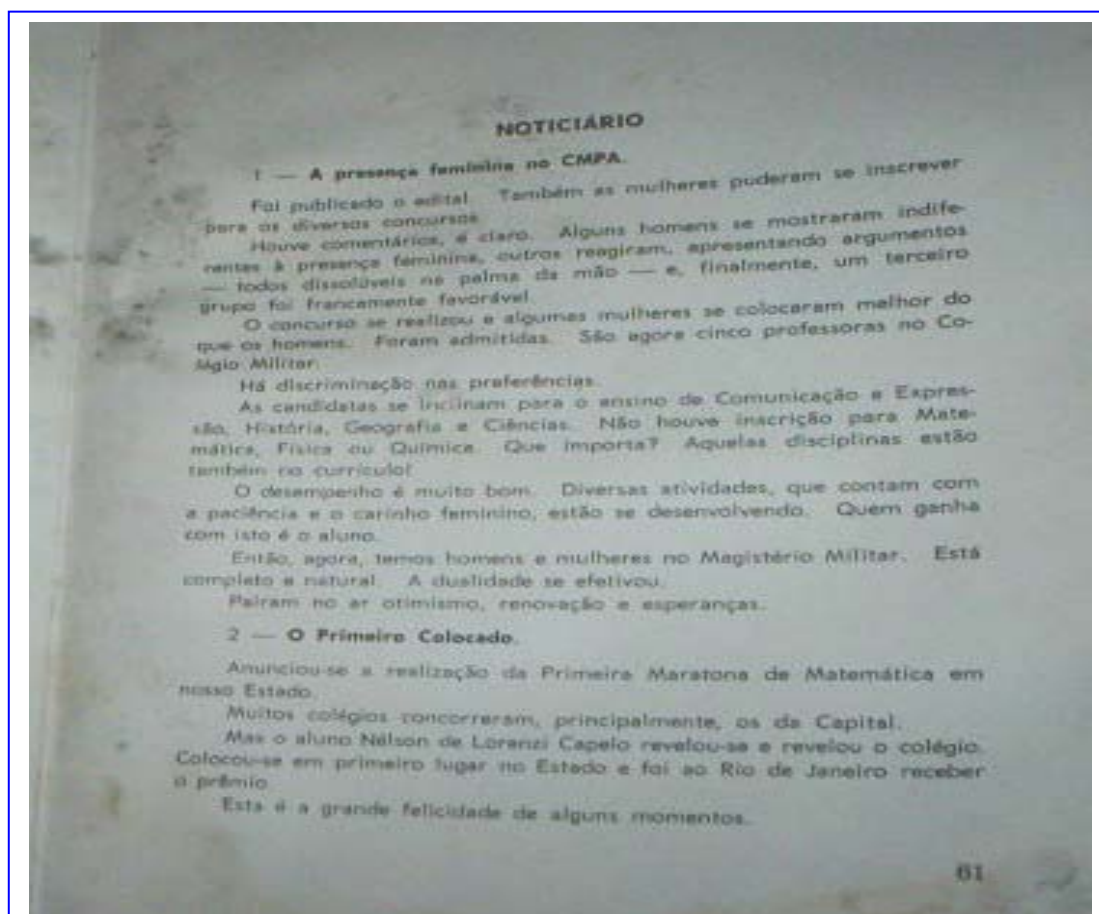 NOTICIÁRIO
1 — A presença feminina no CMPA.
Foi publicado o edital. Também as mulheres puderam se inscrever
para os diversos concursos.
Houve comentários, é claro. Alguns homens se mostraram indife-
rentes à presença feminina, outros reagiram, apresentando argumentos
— todos dissolúveis na palma da mão — e, finalmente, um terceiro
grupo foi francamente favorável.
O concurso se realizou e algumas mulheres se colocaram melhor do
que os homens. Foram admitidas. São agora cinco professoras no Co-
légio Militar.
Há discriminação nas preferências.
As candidatas se inclinam para o ensino de Comunicação e Expres-
são, História, Geografia e Ciências. Não houve inscrição para Mate-
mática, Física ou Química. Que importa? Aquelas disciplinas estão
também no currículo!
O desempenho é muito bom. Diversas atividades, que contam com
a paciência e o carinho feminino, estão se desenvolvendo. Quem ganha
com isto é o aluno.
Então, agora, temos homens e mulheres no Magistério Militar. Está
completo e natural. A dualidade se efetivou.
Pairam no ar otimismo, renovação e esperanças.
2 — O Primeiro Colocado.
Anunciou-se a realização da Primeira Maratona de Matemática em
nosso Estado.
Muitos colégios concorreram, principalmente, os da Capital.
Mas o aluno Nélson de Lorenzi Capelo revelou-se e revelou o colégio.
Colocou-se em primeiro lugar no Estado e foi ao Rio de Janeiro receber
o prêmio.
Esta é a grande felicidade de alguns momentos.
61